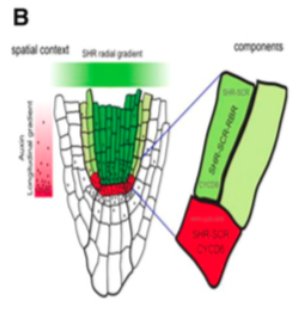 B
spatial context
SHR radial gradient
components
Auxin
Longitudinal gradient
SHR-SCR
SHR-SCR-RBR
CYCD6
SHR-SCR
CYCD6